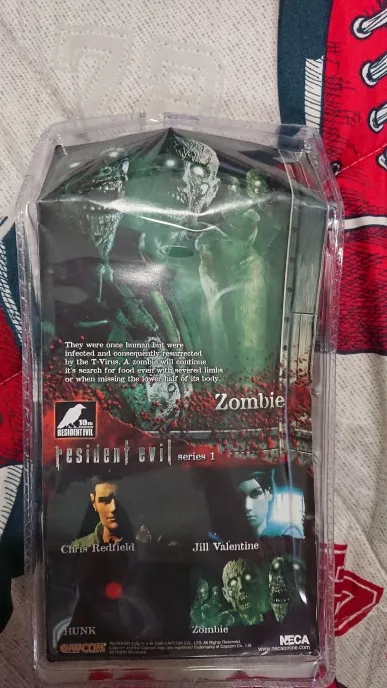 They were once human but were
infected and consequently resurrected
by the T-Virus. A zombie will continue
it's search for food even with severed limbs
or when missing the lower half of its body.
Zombie
10th
RESIDENT EVIL
resident evil series 1
Chris Redfield
Jill Valentine
HUNK
Zombie
CAPCOM
NECA
www.necaonline.com